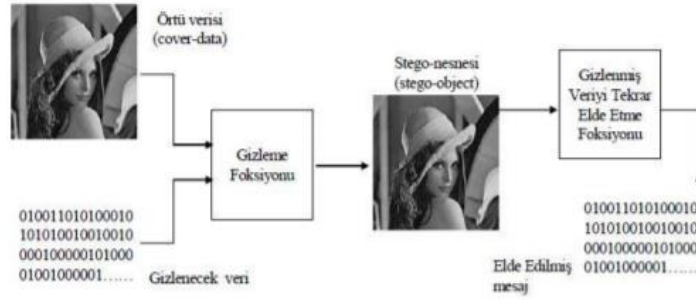 Örtü verisi
(cover-data)
Gizleme
Foksiyonu
010011010100010
101010010010010
000100000101000
01001000001......
Gizlenecek veri
Stego-nesnesi
(stego-object)
Gizlenmiş
Veriyi Tekrar
Elde Etme
Foksiyonu
010011010100010
101010010010010
000100000101000
01001000001......
Elde Edilmiş
mesaj